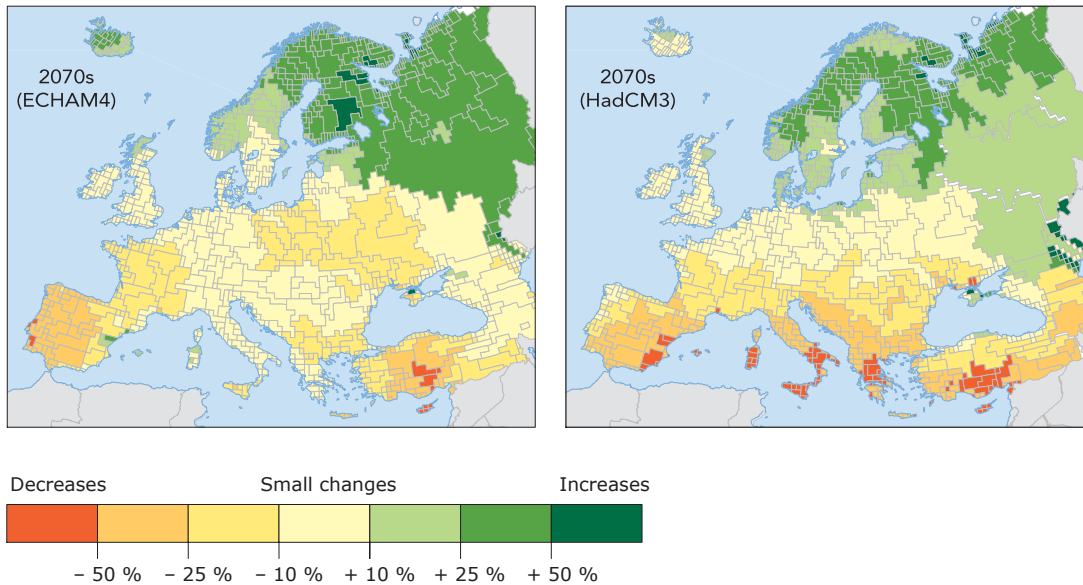 2070s
(ECHAM4)
2070s
(HadCM3)
Decreases Small changes Increases
– 50 % – 25 % – 10 % + 10 % + 25 % + 50 %